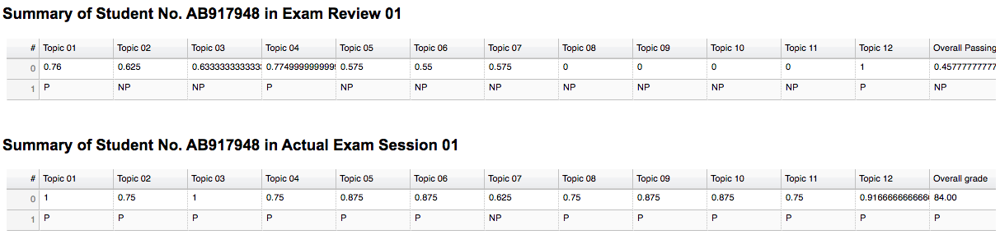 Summary of Student No. AB917948 in Exam Review 01
# Topic 01 Topic 02 Topic 03 Topic 04 Topic 05 Topic 06 Topic 07 Topic 08 Topic 09 Topic 10 Topic 11 Topic 12 Overall Passing
0 0.76 0.625 0.6333333333333 0.7749999999999 0.575 0.55 0.575 0 0 0 0 1 0.45777777777
1 P NP NP P NP NP NP NP NP NP NP P NP
Summary of Student No. AB917948 in Actual Exam Session 01
# Topic 01 Topic 02 Topic 03 Topic 04 Topic 05 Topic 06 Topic 07 Topic 08 Topic 09 Topic 10 Topic 11 Topic 12 Overall grade
0 1 0.75 1 0.75 0.875 0.875 0.625 0.75 0.875 0.875 0.75 0.9166666666666 84.00
1 P P P P P P NP P P P P P P